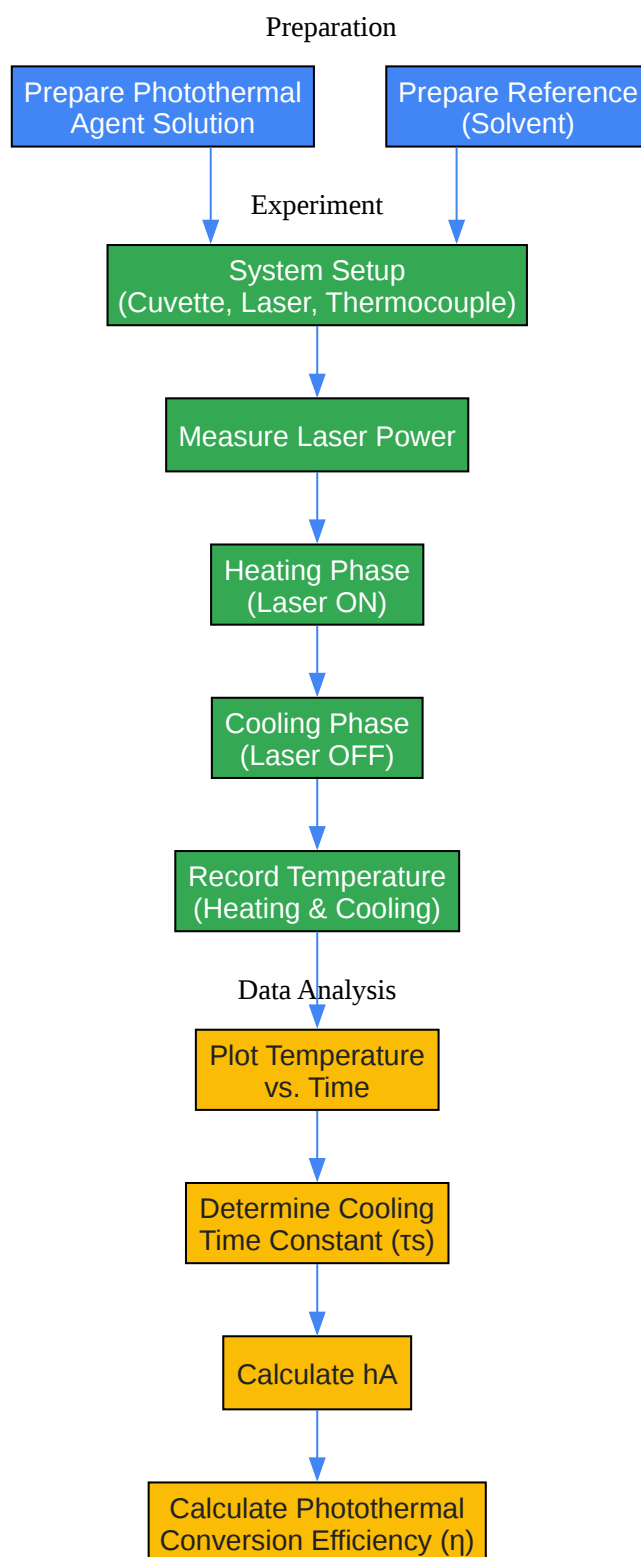 Preparation
Prepare Photothermal
Agent Solution
Prepare Reference
(Solvent)
Experiment
System Setup
(Cuvette, Laser, Thermocouple)
Measure Laser Power
Heating Phase
(Laser ON)
Cooling Phase
(Laser OFF)
Record Temperature
(Heating & Cooling)
Data Analysis
Plot Temperature
vs. Time
Determine Cooling
Time Constant (τs)
Calculate hA
Calculate Photothermal
Conversion Efficiency (η)